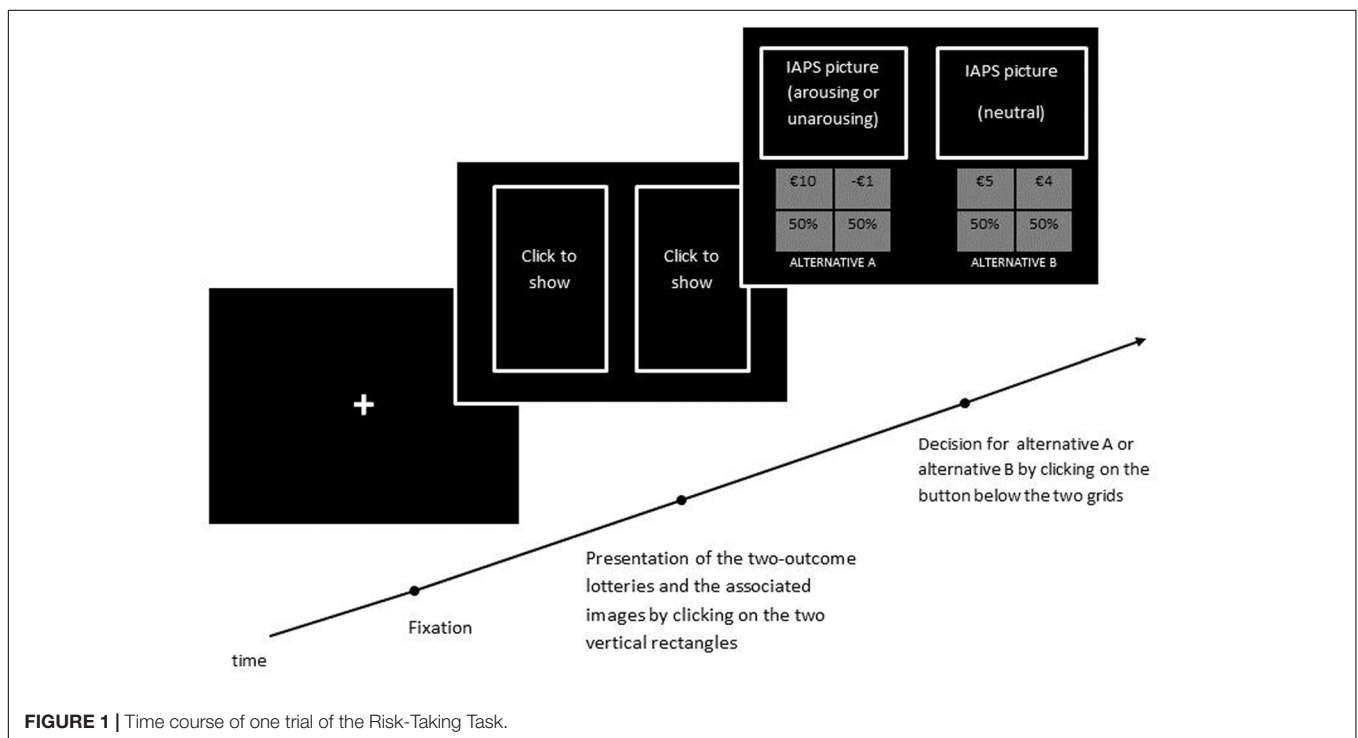 IAPS picture
(arousing or
unarousing)
IAPS picture
(neutral)
€10 -€1
50% 50%
ALTERNATIVE A
€5 €4
50% 50%
ALTERNATIVE B
Click to
show
Click to
show
+
Decision for alternative A or
alternative B by clicking on the
button below the two grids
Presentation of the two-outcome
lotteries and the associated
images by clicking on the two
vertical rectangles
Fixation
time
FIGURE 1 | Time course of one trial of the Risk-Taking Task.